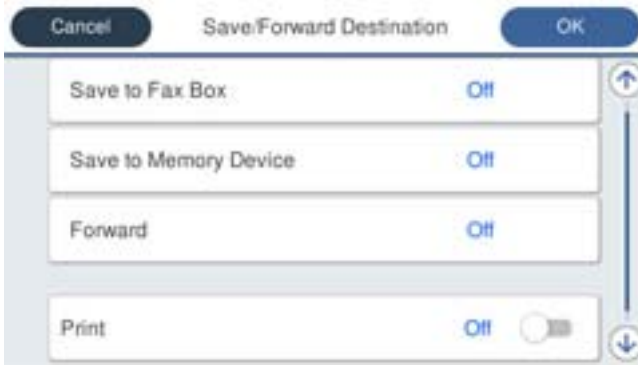 Cancel Save/Forward Destination OK
Save to Fax Box Off
Save to Memory Device Off
Forward Off
Print Off